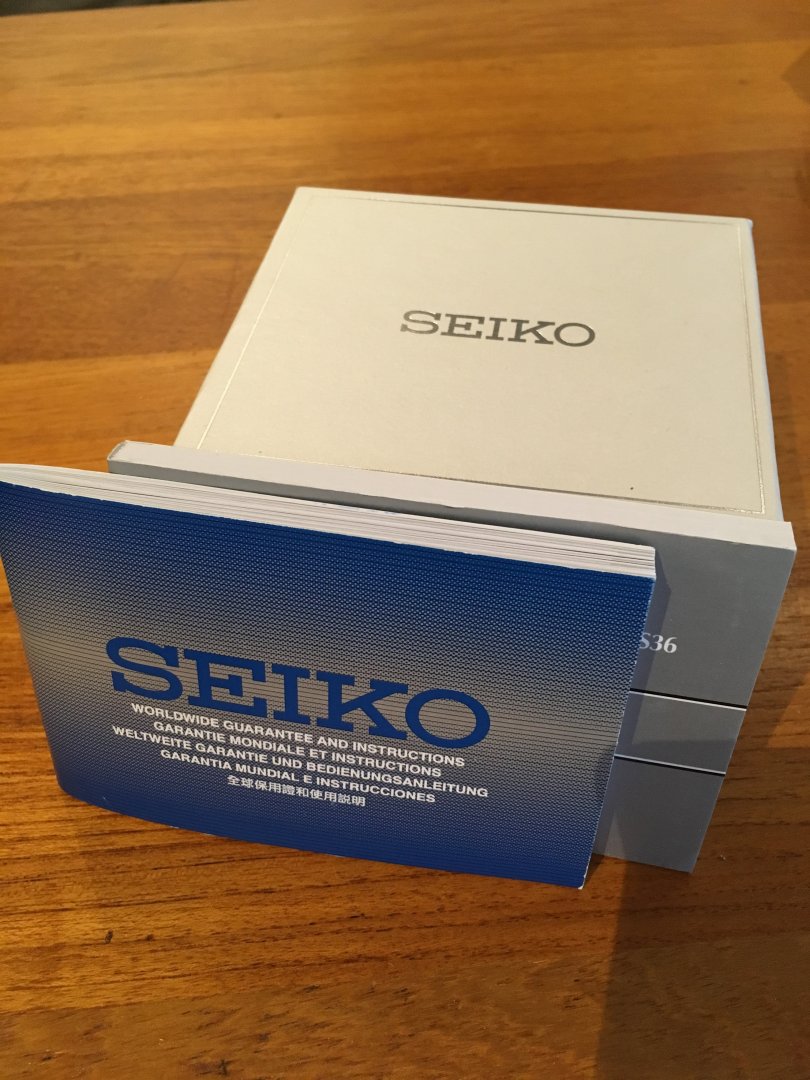 SEIKO
S36
SEIKO
WORLDWIDE GUARANTEE AND INSTRUCTIONS
GARANTIE MONDIALE ET INSTRUCTIONS
WELTWEITE GARANTIE UND BEDIENUNGSANLEITUNG
GARANTIA MUNDIAL E INSTRUCCIONES
全球保用證和使用説明